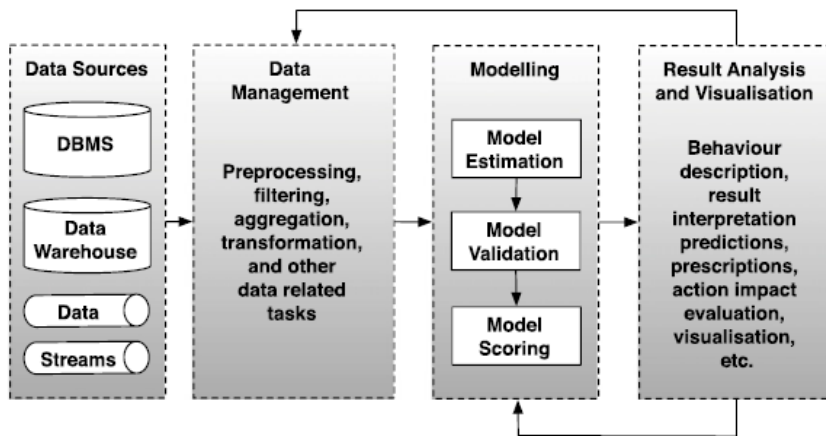 Data Sources
DBMS
Data
Warehouse
Data
Streams
Data
Management
Preprocessing,
filtering,
aggregation,
transformation,
and other
data related
tasks
Modelling
Model
Estimation
Model
Validation
Model
Scoring
Result Analysis
and Visualisation
Behaviour
description,
result
interpretation
predictions,
prescriptions,
action impact
evaluation,
visualisation,
etc.